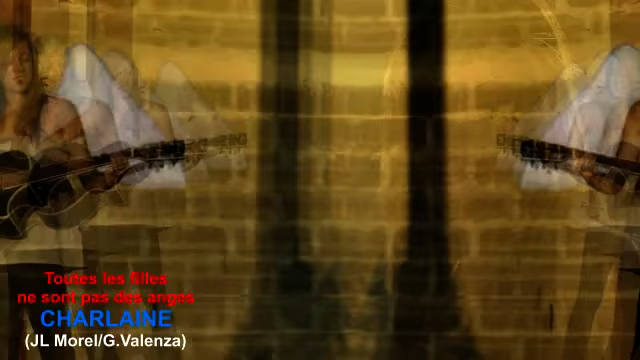 Toutes les filles
ne sont pas des anges
CHARLAINE
(JL Morel/G.Valenza)